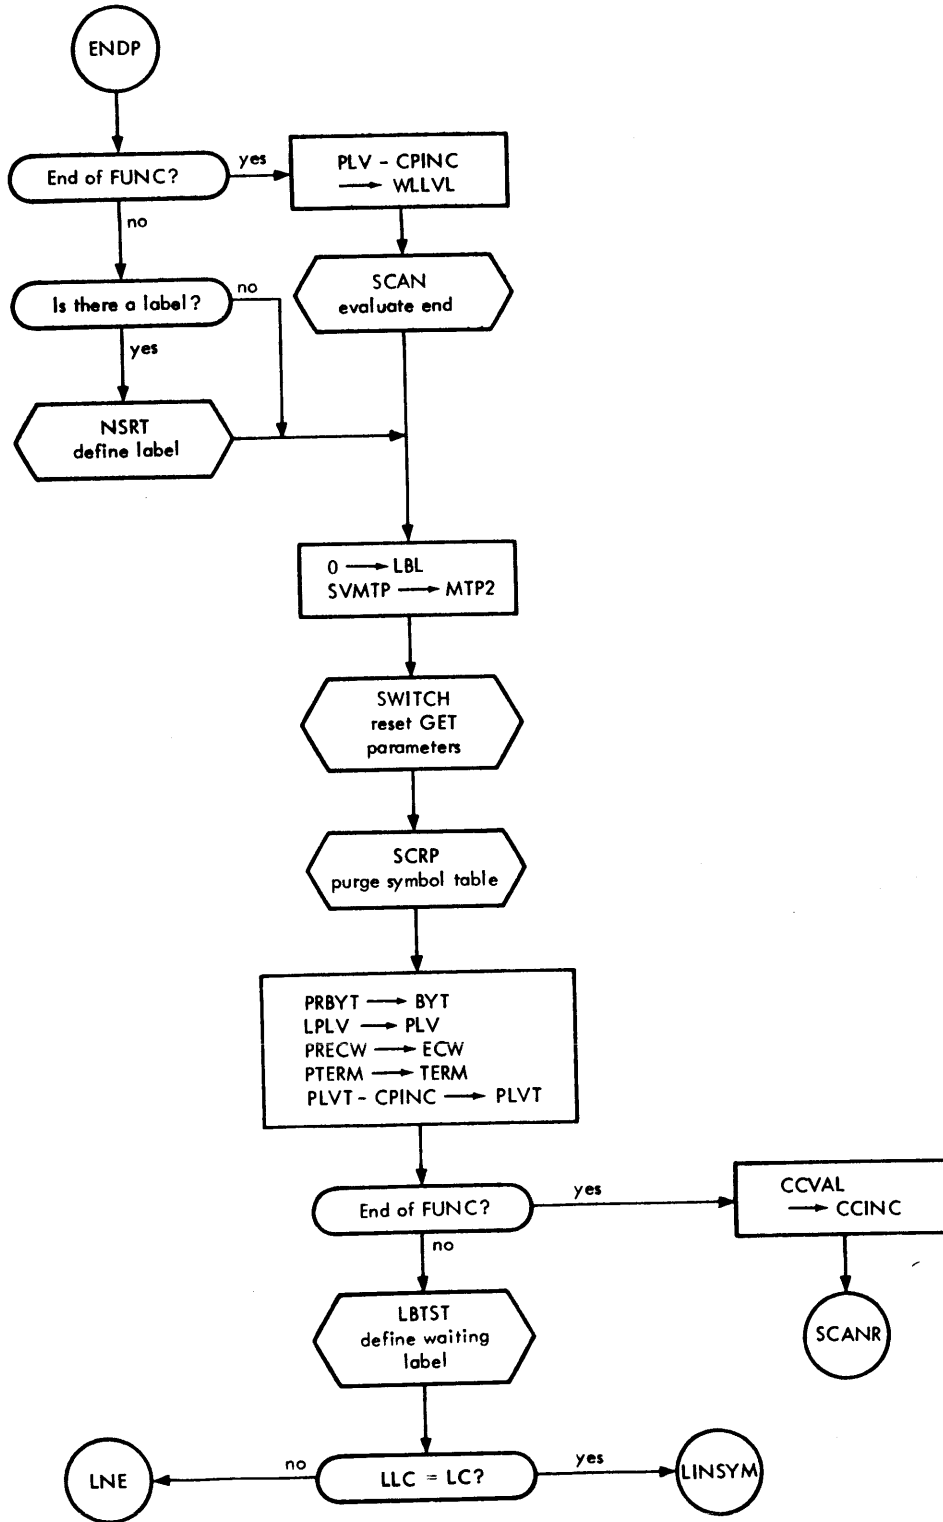 ENDP
End of FUNC?
yes
PLV - CPINC
→ WLLVL
no
SCAN
evaluate end
Is there a label?
no
yes
NSRT
define label
0 → LBL
SVMTP → MTP2
SWITCH
reset GET
parameters
SCRP
purge symbol table
PRBYT → BYT
LPLV → PLV
PRECW → ECW
PTERM → TERM
PLVT - CPINC → PLVT
End of FUNC?
yes
CCVAL
→ CCINC
no
LBTST
define waiting
label
SCANR
LNE
no
LLC = LC?
yes
LINSYM